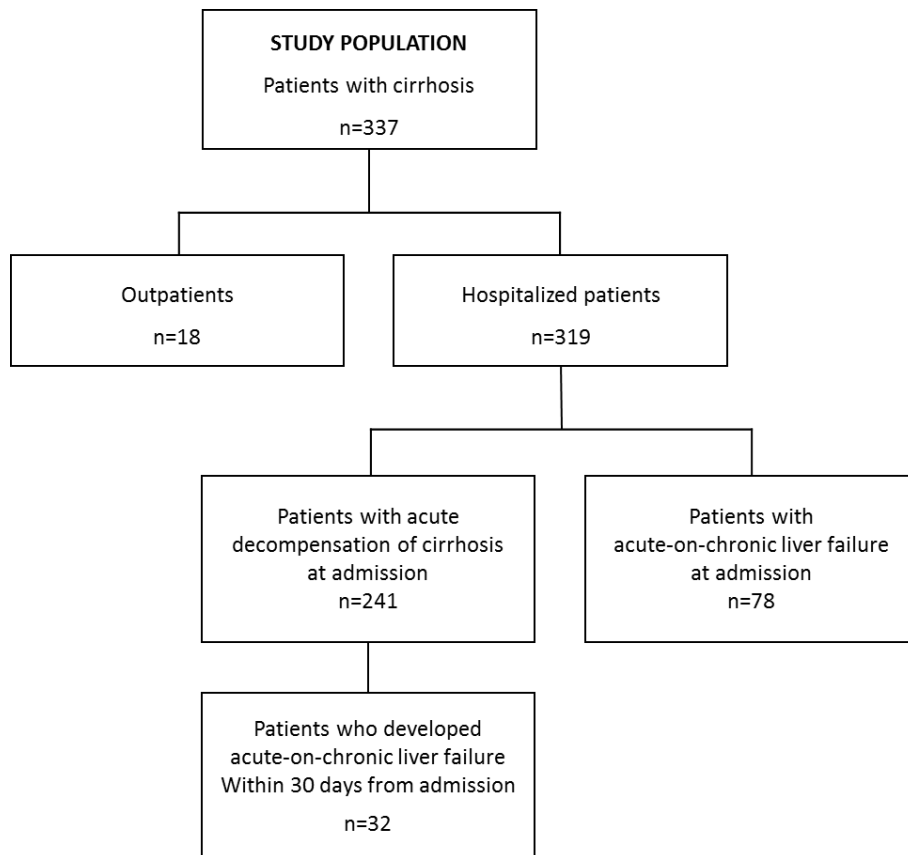 STUDY POPULATION
Patients with cirrhosis
n=337
Outpatients
n=18
Hospitalized patients
n=319
Patients with acute
decompensation of cirrhosis
at admission
n=241
Patients with
acute-on-chronic liver failure
at admission
n=78
Patients who developed
acute-on-chronic liver failure
Within 30 days from admission
n=32